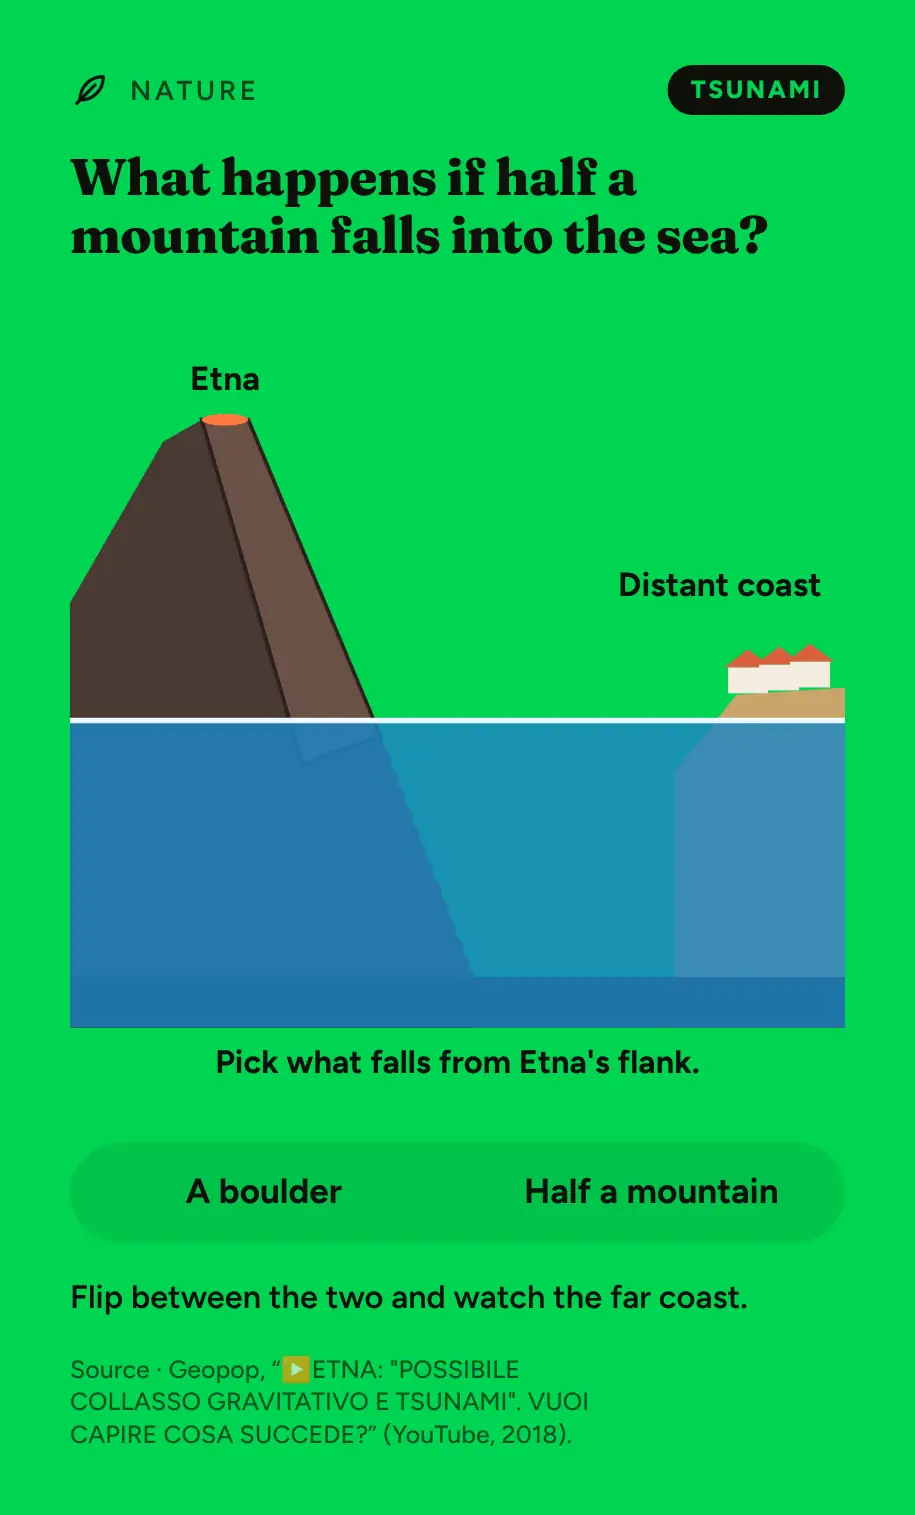 NATURE
TSUNAMI
What happens if half a
mountain falls into the sea?
Etna
Distant coast
Pick what falls from Etna's flank.
A boulder
Half a mountain
Flip between the two and watch the far coast.
Source · Geopop, “▶️ETNA: "POSSIBILE
COLLASSO GRAVITATIVO E TSUNAMI". VUOI
CAPIRE COSA SUCCEDE?” (YouTube, 2018).